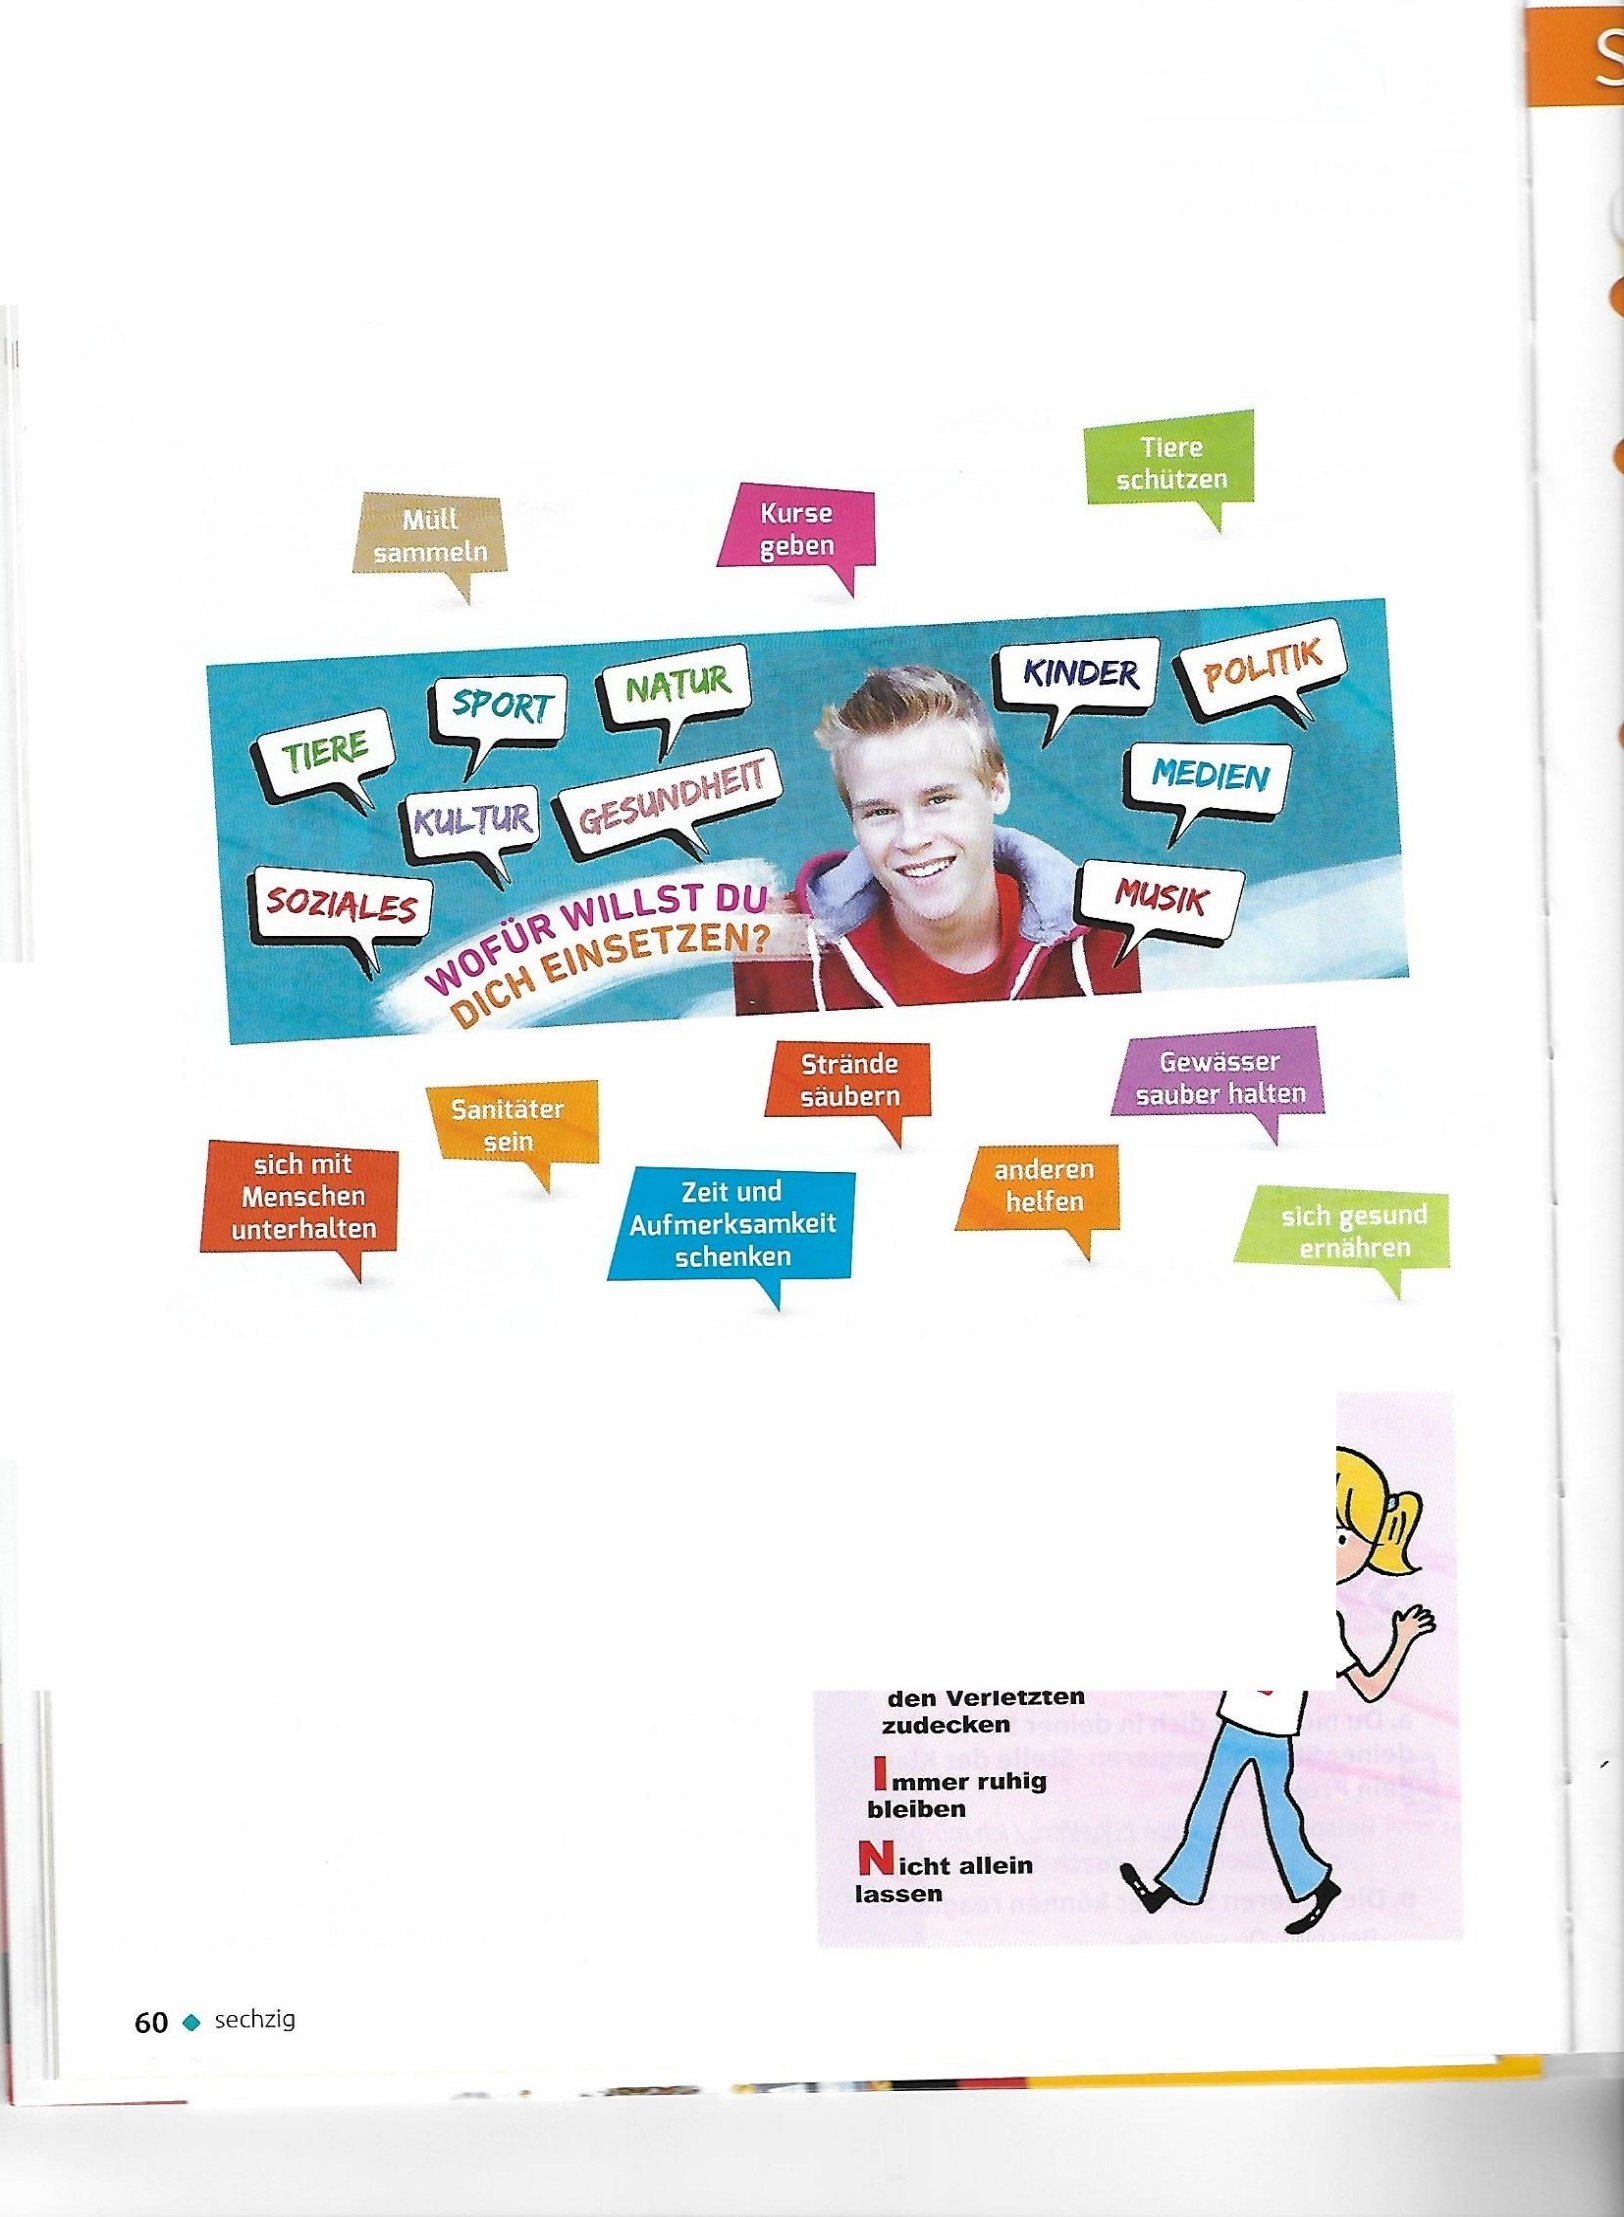 Tiere
schützen
Müll
sammeln
Kurse
geben
TIERE
SPORT
NATUR
KINDER
POLITIK
KULTUR
GESUNDHEIT
MEDIEN
SOZIALES
MUSIK
WOFÜR WILLST DU
DICH EINSETZEN?
Strände
säubern
Gewässer
sauber halten
Sanitäter
sein
sich mit
Menschen
unterhalten
Zeit und
Aufmerksamkeit
schenken
anderen
helfen
sich gesund
ernähren
den Verletzten
zudecken
Immer ruhig
bleiben
Nicht allein
lassen
60 ◆ sechzig